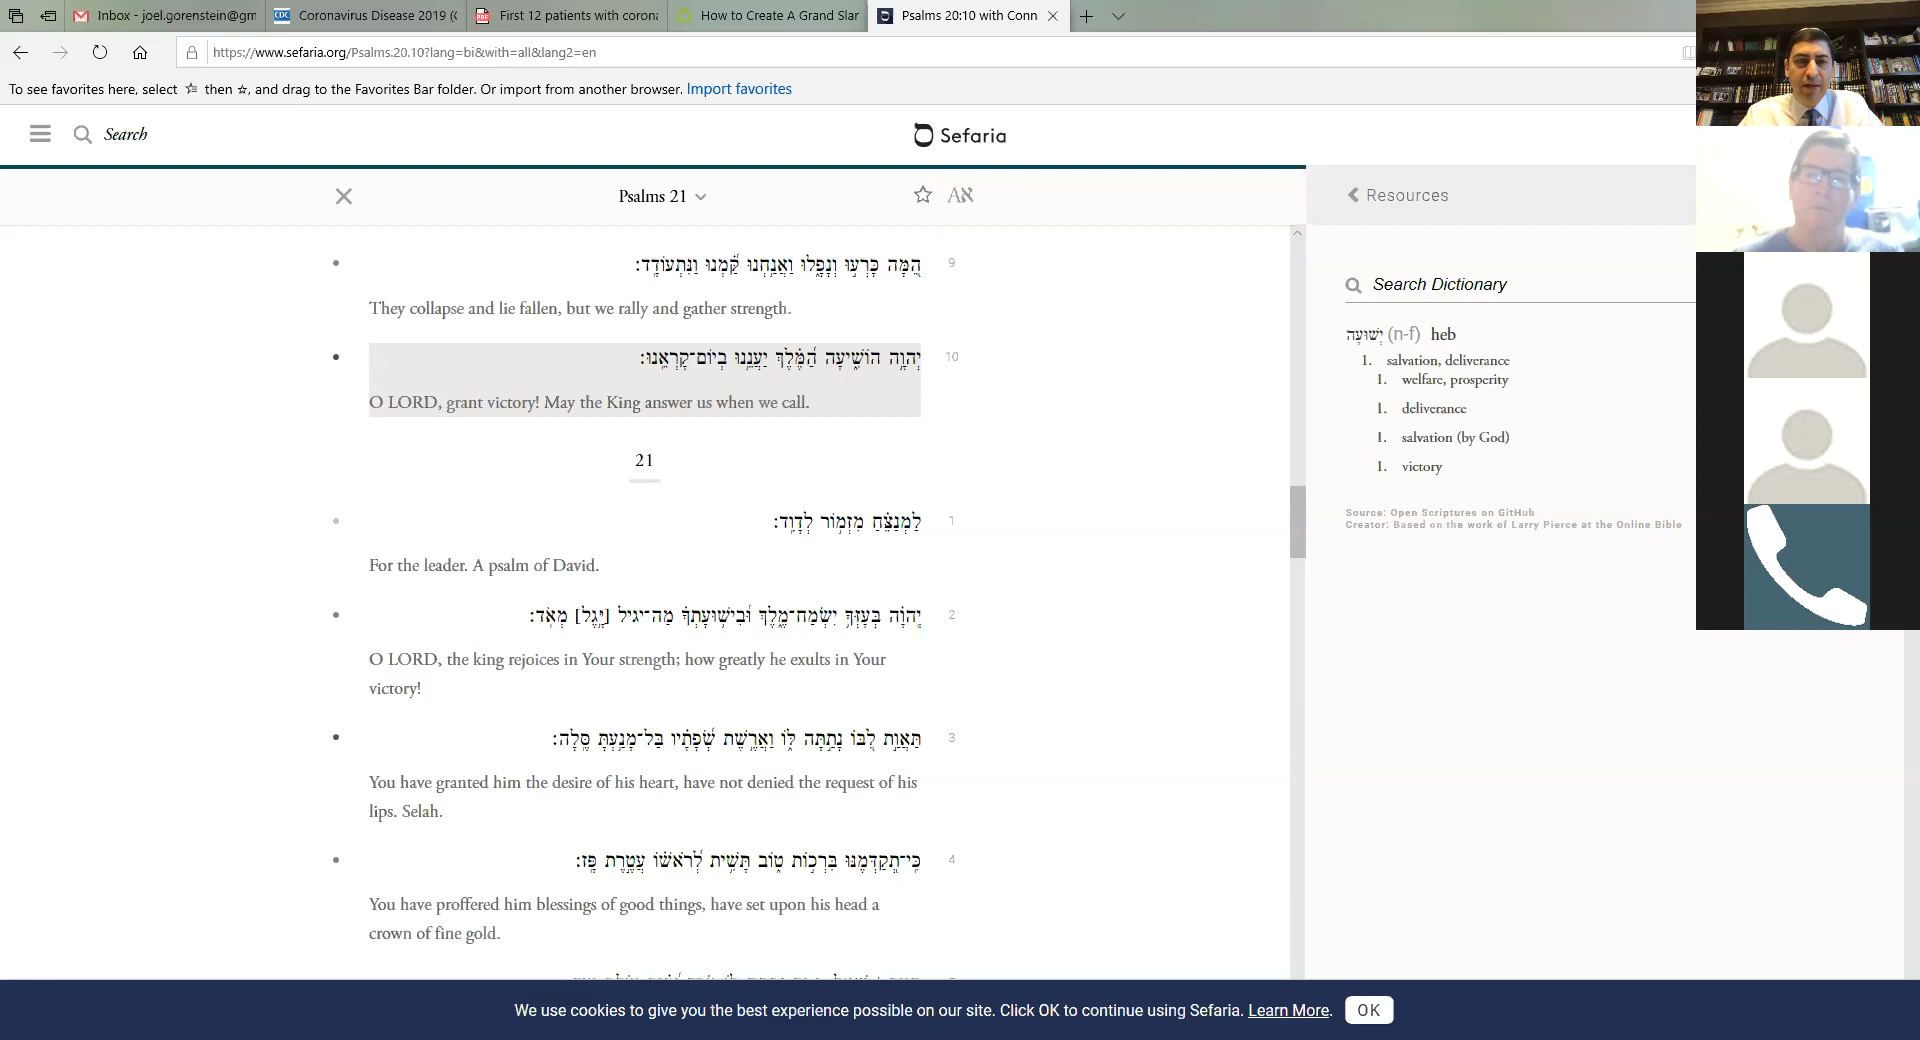 Inbox - joel.gorenstein@gm
Coronavirus Disease 2019 (C
First 12 patients with corona
How to Create A Grand Slar
Psalms 20:10 with Conn
https://www.sefaria.org/Psalms.20.10?lang=bi&with=all&lang2=en
To see favorites here, select ☆ then ☆, and drag to the Favorites Bar folder. Or import from another browser. Import favorites
Search
Sefaria
Psalms 21
Resources
9
הֵ֭מָּה כָּרְע֣וּ וְנָפָ֑לוּ וַאֲנַ֥חְנוּ קַּ֝֗מְנוּ וַנִּתְעוֹדָֽד׃
They collapse and lie fallen, but we rally and gather strength.
10
יְהוָ֥ה הוֹשִׁ֑יעָה הַ֝מֶּ֗לֶךְ יַעֲנֵ֥נוּ בְיוֹם־קָרְאֵֽנוּ׃
O LORD, grant victory! May the King answer us when we call.
21
1
לַמְנַצֵּ֗חַ מִזְמ֥וֹר לְדָוִֽד׃
For the leader. A psalm of David.
2
יְֽהוָ֗ה בְּעָזְּךָ֥ יִשְׂמַח־מֶ֑לֶךְ וּ֝בִישׁ֥וּעָתְךָ֗ מַה־יגיל [יָּ֥גֶל] מְאֹֽד׃
O LORD, the king rejoices in Your strength; how greatly he exults in Your
victory!
3
תַּאֲוַ֣ת לִ֭בּוֹ נָתַ֣תָּה לּ֑וֹ וַאֲרֶ֥שֶׁת שְׂ֝פָתָ֗יו בַּל־מָנַ֥עְתָּ סֶּֽלָה׃
You have granted him the desire of his heart, have not denied the request of his
lips. Selah.
4
כִּֽי־תְ֭קַדְּמֶנּוּ בִּרְכ֣וֹת ט֑וֹב תָּשִׁ֥ית לְ֝רֹאשׁ֗וֹ עֲטֶ֣רֶת פָּֽז׃
You have proffered him blessings of good things, have set upon his head a
crown of fine gold.
Search Dictionary
יְשׁוּעָה (n-f) heb
1. salvation, deliverance
1. welfare, prosperity
1. deliverance
1. salvation (by God)
1. victory
Source: Open Scriptures on GitHub
Creator: Based on the work of Larry Pierce at the Online Bible
We use cookies to give you the best experience possible on our site. Click OK to continue using Sefaria. Learn More.
OK